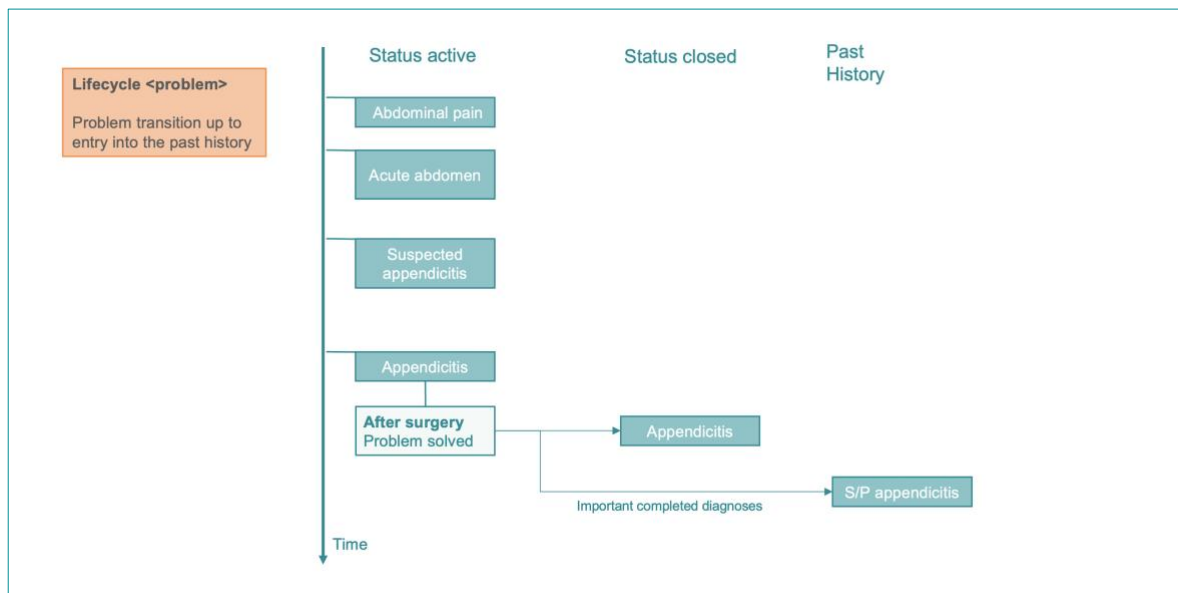 Status active
Status closed
Past
History
Lifecycle <problem>
Problem transition up to
entry into the past history
Abdominal pain
Acute abdomen
Suspected
appendicitis
Appendicitis
After surgery
Problem solved
Appendicitis
S/P appendicitis
Important completed diagnoses
Time